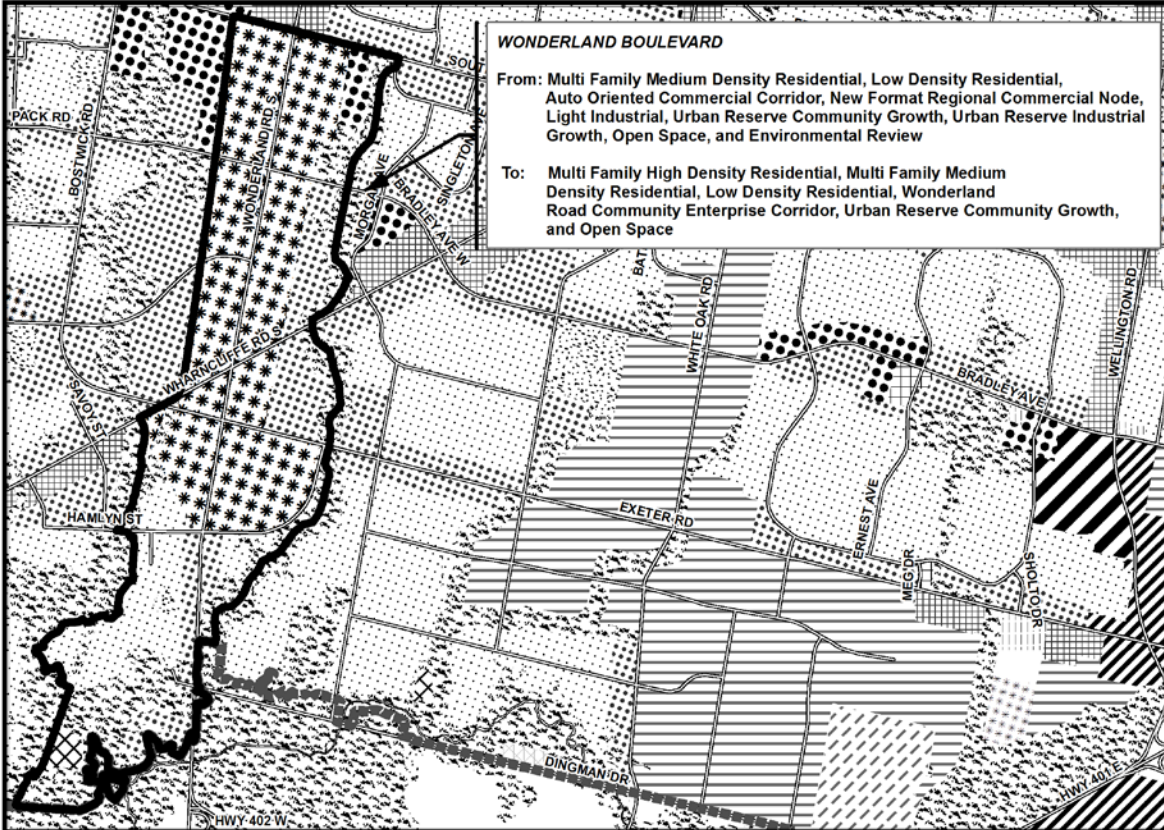 WONDERLAND BOULEVARD
From: Multi Family Medium Density Residential, Low Density Residential,
Auto Oriented Commercial Corridor, New Format Regional Commercial Node,
Light Industrial, Urban Reserve Community Growth, Urban Reserve Industrial
Growth, Open Space, and Environmental Review
To: Multi Family High Density Residential, Multi Family Medium
Density Residential, Low Density Residential, Wonderland
Road Community Enterprise Corridor, Urban Reserve Community Growth,
and Open Space
PACK RD
BOSTWICK RD
WONDERLAND RD S
MORGAN AVE
BRADLEY AVE W
SINGLETON AVE
WHARNCLIFFE RD S
SAVOY ST
HAMLYN ST
WHITE OAK RD
WELLINGTON RD
BRADLEY AVE
EXETER RD
ERNEST AVE
MEG DR
SHOLTO DR
DINGMAN DR
HWY 402 W
HWY 401 E